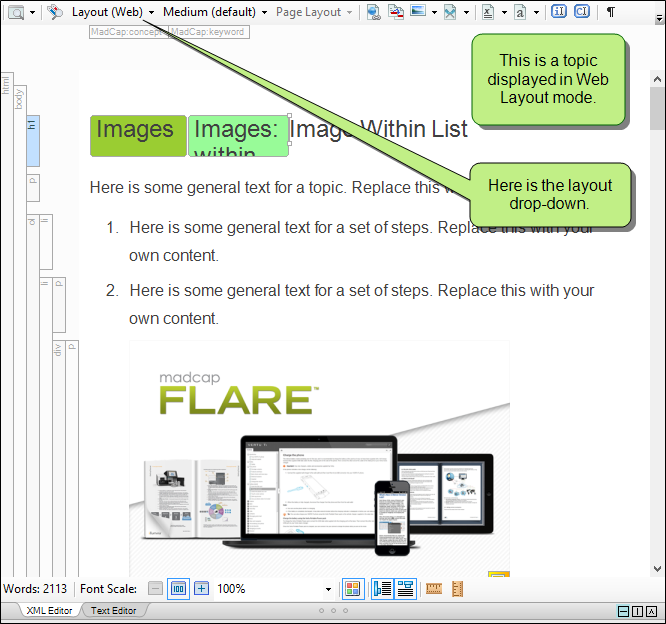 Layout (Web) Medium (default) Page Layout
MadCap:concept MadCap:keyword
This is a topic
displayed in Web
Layout mode.
html
body
h1
Images Images: Image Within List
within
p
Here is some general text for a topic. Replace this w
Here is the layout
drop-down.
ol
li
1. Here is some general text for a set of steps. Replace this with your
own content.
li
p
2. Here is some general text for a set of steps. Replace this with your
own content.
div
p
madcap
FLARE™
Words: 2113 Font Scale: 100 100%
XML Editor Text Editor